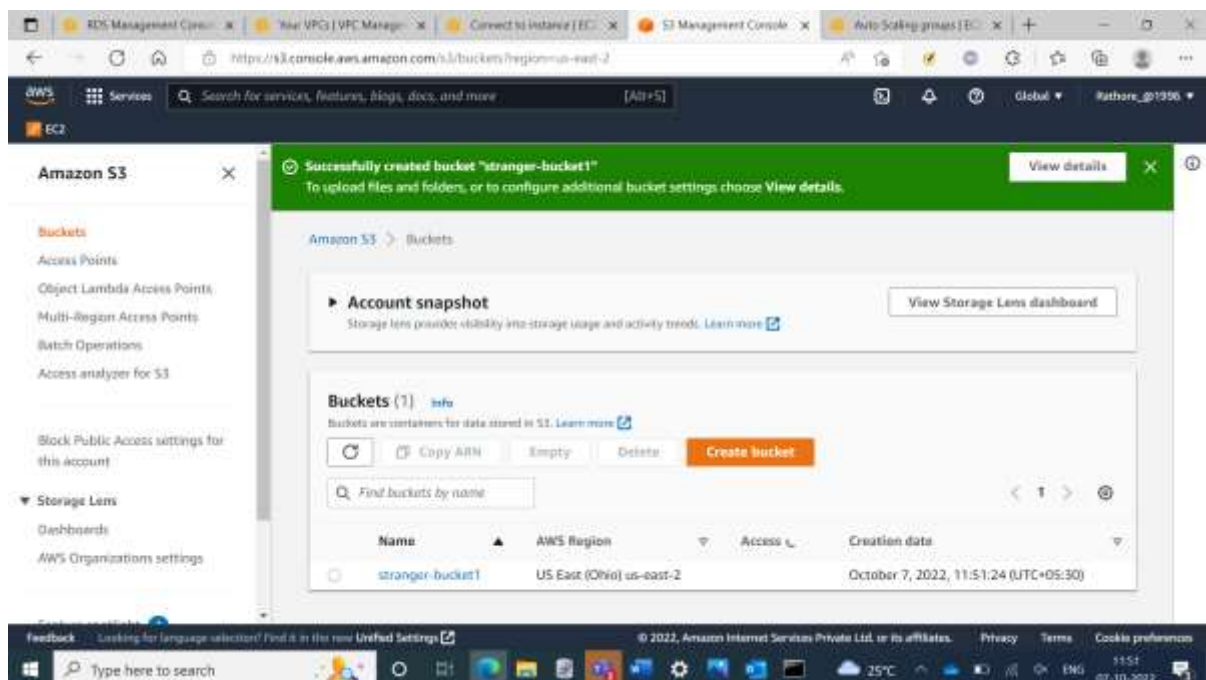 RDS Management Consol
Your VPCs | VPC Manage
Connect to instance | EC
S3 Management Console
Auto Scaling groups | EC
https://s3.console.aws.amazon.com/s3/buckets?region=us-east-2
aws
Services
Search for services, features, blogs, docs, and more
[Alt+S]
Global
Rathore_@1996
EC2
Amazon S3
Successfully created bucket "stranger-bucket1"
To upload files and folders, or to configure additional bucket settings choose View details.
View details
Buckets
Access Points
Object Lambda Access Points
Multi-Region Access Points
Batch Operations
Access analyzer for S3
Block Public Access settings for
this account
Storage Lens
Dashboards
AWS Organizations settings
Amazon S3 > Buckets
Account snapshot
Storage lens provides visibility into storage usage and activity trends. Learn more
View Storage Lens dashboard
Buckets (1) Info
Buckets are containers for data stored in S3. Learn more
Copy ARN
Empty
Delete
Create bucket
Find buckets by name
1
Name
AWS Region
Access
Creation date
stranger-bucket1
US East (Ohio) us-east-2
October 7, 2022, 11:51:24 (UTC+05:30)
Feedback
Looking for language selection? Find it in the new Unified Settings
© 2022, Amazon Internet Services Private Ltd. or its affiliates.
Privacy
Terms
Cookie preferences
Type here to search
25°C
ENG
11:51
07-10-2022